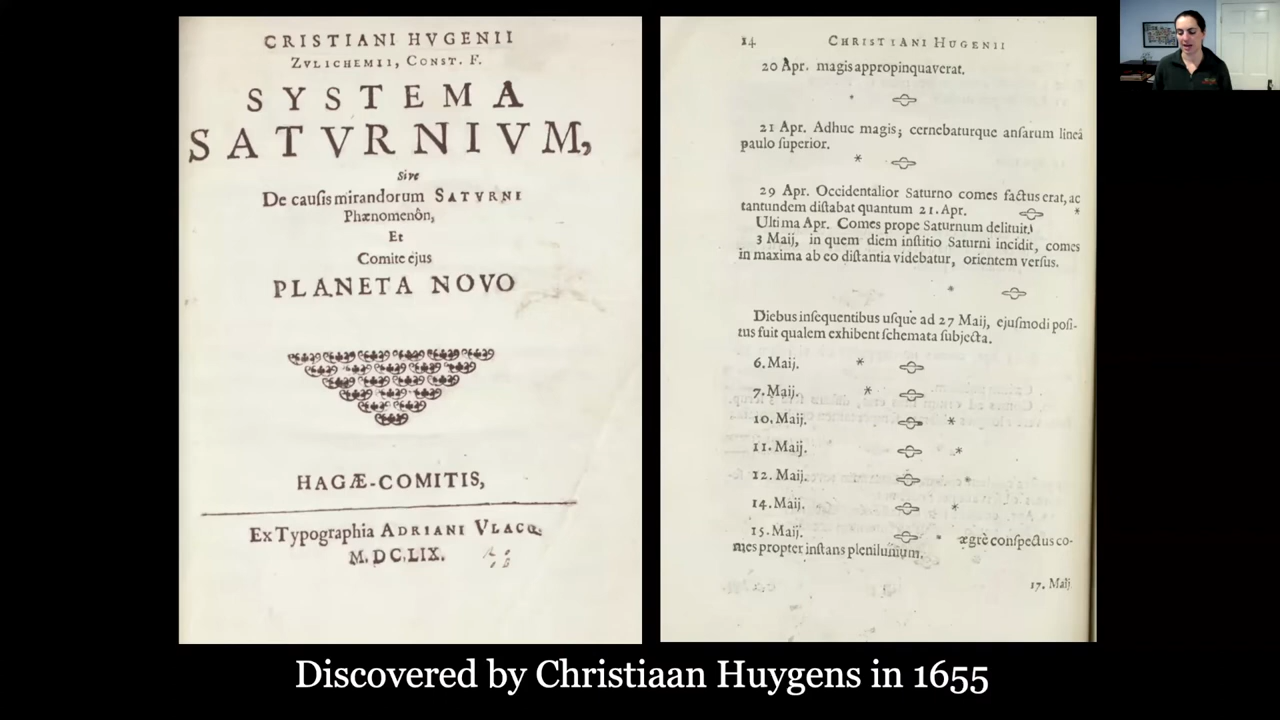 CRISTIANI HVGENII
ZVLICHEMII, CONST. F.
SYSTEMA
SATVRNIVM,
Sive
De cauſis mirandorum SATVRNI
Phænomenôn,
Et
Comite ejus
PLANETA NOVO
HAGÆ-COMITIS,
Ex Typographia ADRIANI VLACQ.
M.DCLIX.
14 CHRISTIANI HUGENII
20 Apr. magis appropinquaverat.
21 Apr. Adhuc magis; cernebaturque anſarum lineâ
paulo ſuperior.
29 Apr. Occidentalior Saturno comes factus erat, ac
tantundem diſtabat quantum 21. Apr.
Ultima Apr. Comes prope Saturnum delituit.
3 Maij, in quem diem inſtitio Saturni incidit, comes
in maxima ab eo diſtantia videbatur, orientem verſus.
Diebus inſequentibus uſque ad 27 Maij, ejuſmodi poſi-
tus fuit qualem exhibent ſchemata ſubjecta.
6. Maij.
7. Maij.
10. Maij.
11. Maij.
12. Maij.
14. Maij.
15. Maij. ægrè conſpectus co-
mes propter inſtans plenilunium.
17. Maij
Discovered by Christiaan Huygens in 1655